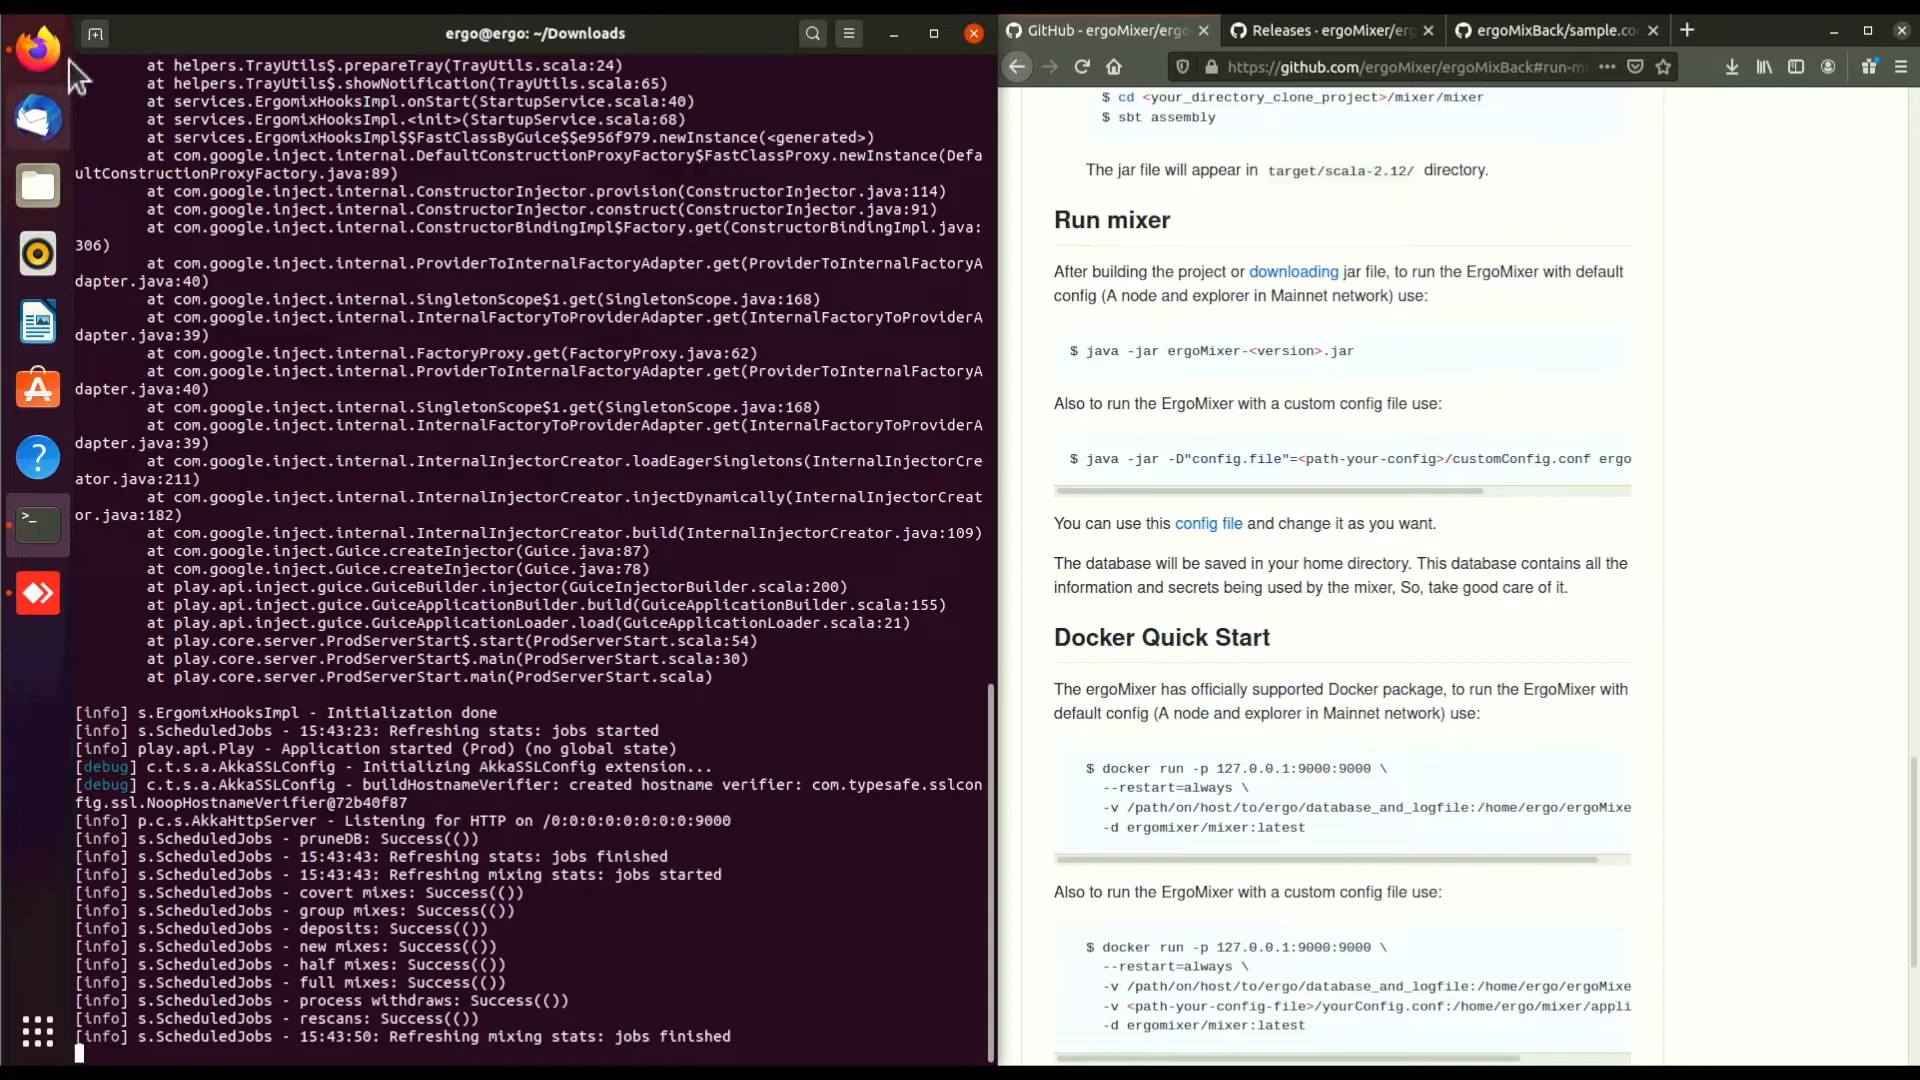 ergo@ergo: ~/Downloads
at helpers.TrayUtils$.prepareTray(TrayUtils.scala:24)
at helpers.TrayUtils$.showNotification(TrayUtils.scala:65)
at services.ErgomixHooksImpl.onStart(StartupService.scala:40)
at services.ErgomixHooksImpl.<init>(StartupService.scala:68)
at services.ErgomixHooksImpl$$FastClassByGuice$$e956f979.newInstance(<generated>)
at com.google.inject.internal.DefaultConstructionProxyFactory$FastClassProxy.newInstance(Defa
ultConstructionProxyFactory.java:89)
at com.google.inject.internal.ConstructorInjector.provision(ConstructorInjector.java:114)
at com.google.inject.internal.ConstructorInjector.construct(ConstructorInjector.java:91)
at com.google.inject.internal.ConstructorBindingImpl$Factory.get(ConstructorBindingImpl.java:
306)
at com.google.inject.internal.ProviderToInternalFactoryAdapter.get(ProviderToInternalFactoryA
dapter.java:40)
at com.google.inject.internal.SingletonScope$1.get(SingletonScope.java:168)
at com.google.inject.internal.InternalFactoryToProviderAdapter.get(InternalFactoryToProviderA
dapter.java:39)
at com.google.inject.internal.FactoryProxy.get(FactoryProxy.java:62)
at com.google.inject.internal.ProviderToInternalFactoryAdapter.get(ProviderToInternalFactoryA
dapter.java:40)
at com.google.inject.internal.SingletonScope$1.get(SingletonScope.java:168)
at com.google.inject.internal.InternalFactoryToProviderAdapter.get(InternalFactoryToProviderA
dapter.java:39)
at com.google.inject.internal.InternalInjectorCreator.loadEagerSingletons(InternalInjectorCre
ator.java:211)
at com.google.inject.internal.InternalInjectorCreator.injectDynamically(InternalInjectorCreat
or.java:182)
at com.google.inject.internal.InternalInjectorCreator.build(InternalInjectorCreator.java:109)
at com.google.inject.Guice.createInjector(Guice.java:87)
at com.google.inject.Guice.createInjector(Guice.java:78)
at play.api.inject.guice.GuiceBuilder.injector(GuiceInjectorBuilder.scala:200)
at play.api.inject.guice.GuiceApplicationBuilder.build(GuiceApplicationBuilder.scala:155)
at play.api.inject.guice.GuiceApplicationLoader.load(GuiceApplicationLoader.scala:21)
at play.core.server.ProdServerStart$.start(ProdServerStart.scala:54)
at play.core.server.ProdServerStart$.main(ProdServerStart.scala:30)
at play.core.server.ProdServerStart.main(ProdServerStart.scala)
[info] s.ErgomixHooksImpl - Initialization done
[info] s.ScheduledJobs - 15:43:23: Refreshing stats: jobs started
[info] play.api.Play - Application started (Prod) (no global state)
[debug] c.t.s.a.AkkaSSLConfig - Initializing AkkaSSLConfig extension...
[debug] c.t.s.a.AkkaSSLConfig - buildHostnameVerifier: created hostname verifier: com.typesafe.sslcon
fig.ssl.NoopHostnameVerifier@72b40f87
[info] p.c.s.AkkaHttpServer - Listening for HTTP on /0:0:0:0:0:0:0:0:9000
[info] s.ScheduledJobs - pruneDB: Success(())
[info] s.ScheduledJobs - 15:43:43: Refreshing stats: jobs finished
[info] s.ScheduledJobs - 15:43:43: Refreshing mixing stats: jobs started
[info] s.ScheduledJobs - covert mixes: Success(())
[info] s.ScheduledJobs - group mixes: Success(())
[info] s.ScheduledJobs - deposits: Success(())
[info] s.ScheduledJobs - new mixes: Success(())
[info] s.ScheduledJobs - half mixes: Success(())
[info] s.ScheduledJobs - full mixes: Success(())
[info] s.ScheduledJobs - process withdraws: Success(())
[info] s.ScheduledJobs - rescans: Success(())
[info] s.ScheduledJobs - 15:43:50: Refreshing mixing stats: jobs finished
GitHub - ergoMixer/ergo
Releases · ergoMixer/erg
ergoMixBack/sample.co
https://github.com/ergoMixer/ergoMixBack#run-m
$ cd <your_directory_clone_project>/mixer/mixer
$ sbt assembly
The jar file will appear in target/scala-2.12/ directory.
Run mixer
After building the project or downloading jar file, to run the ErgoMixer with default
config (A node and explorer in Mainnet network) use:
$ java -jar ergoMixer-<version>.jar
Also to run the ErgoMixer with a custom config file use:
$ java -jar -D"config.file"=<path-your-config>/customConfig.conf ergo
You can use this config file and change it as you want.
The database will be saved in your home directory. This database contains all the
information and secrets being used by the mixer, So, take good care of it.
Docker Quick Start
The ergoMixer has officially supported Docker package, to run the ErgoMixer with
default config (A node and explorer in Mainnet network) use:
$ docker run -p 127.0.0.1:9000:9000 \
--restart=always \
-v /path/on/host/to/ergo/database_and_logfile:/home/ergo/ergoMixe
-d ergomixer/mixer:latest
Also to run the ErgoMixer with a custom config file use:
$ docker run -p 127.0.0.1:9000:9000 \
--restart=always \
-v /path/on/host/to/ergo/database_and_logfile:/home/ergo/ergoMixe
-v <path-your-config-file>/yourConfig.conf:/home/ergo/mixer/appli
-d ergomixer/mixer:latest